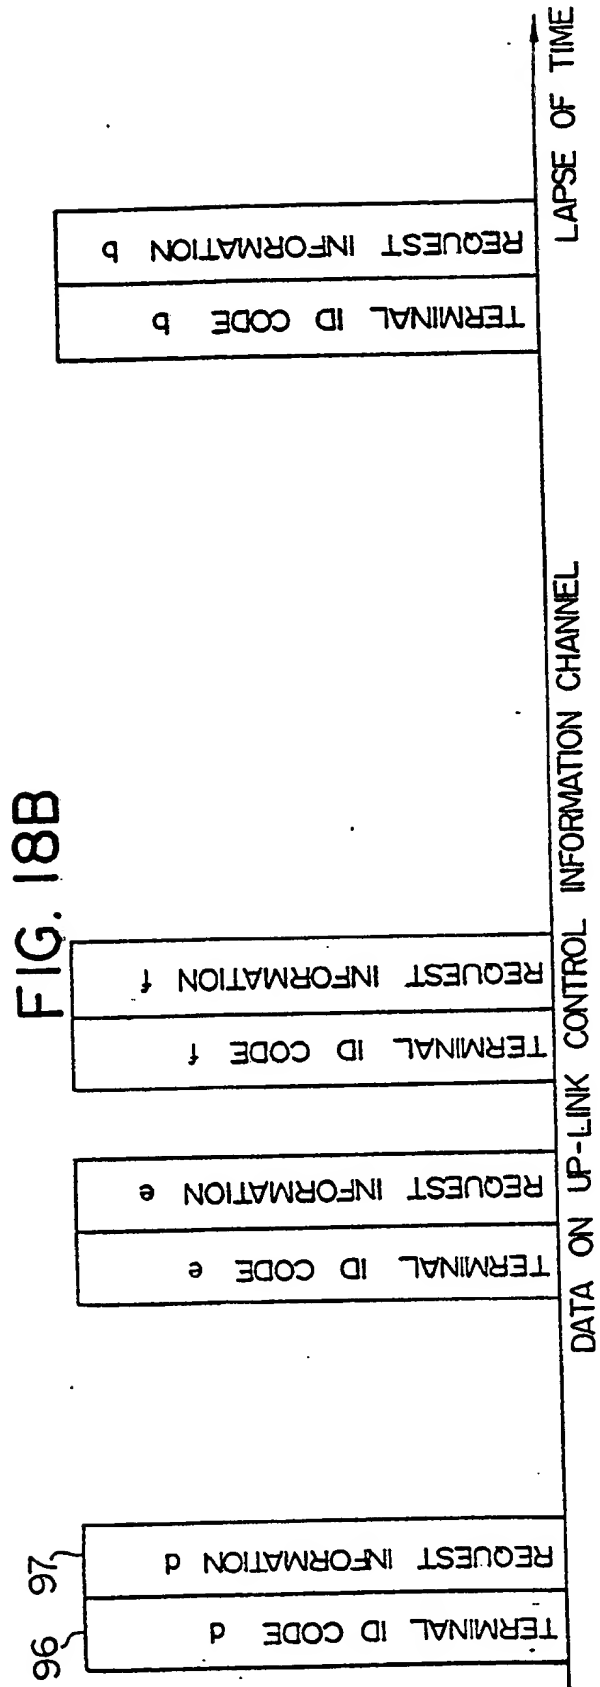 FIG. 18B
96
97
TERMINAL ID CODE d
REQUEST INFORMATION d
TERMINAL ID CODE e
REQUEST INFORMATION e
TERMINAL ID CODE f
REQUEST INFORMATION f
TERMINAL ID CODE b
REQUEST INFORMATION b
DATA ON UP-LINK CONTROL INFORMATION CHANNEL
LAPSE OF TIME